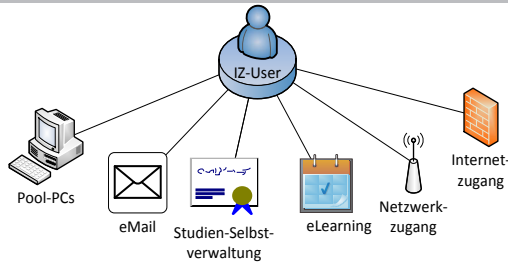 IZ-User
Pool-PCs
eMail
Studien-Selbst-
verwaltung
eLearning
Netzwerk-
zugang
Internet-
zugang